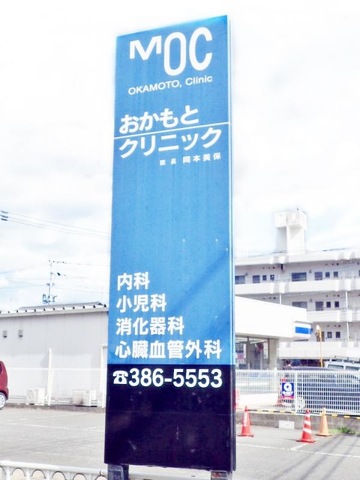 MOC
OKAMOTO, Clinic
おかもと
クリニック
院長 岡本美保
内科
小児科
消化器科
心臓血管外科
☎386-5553